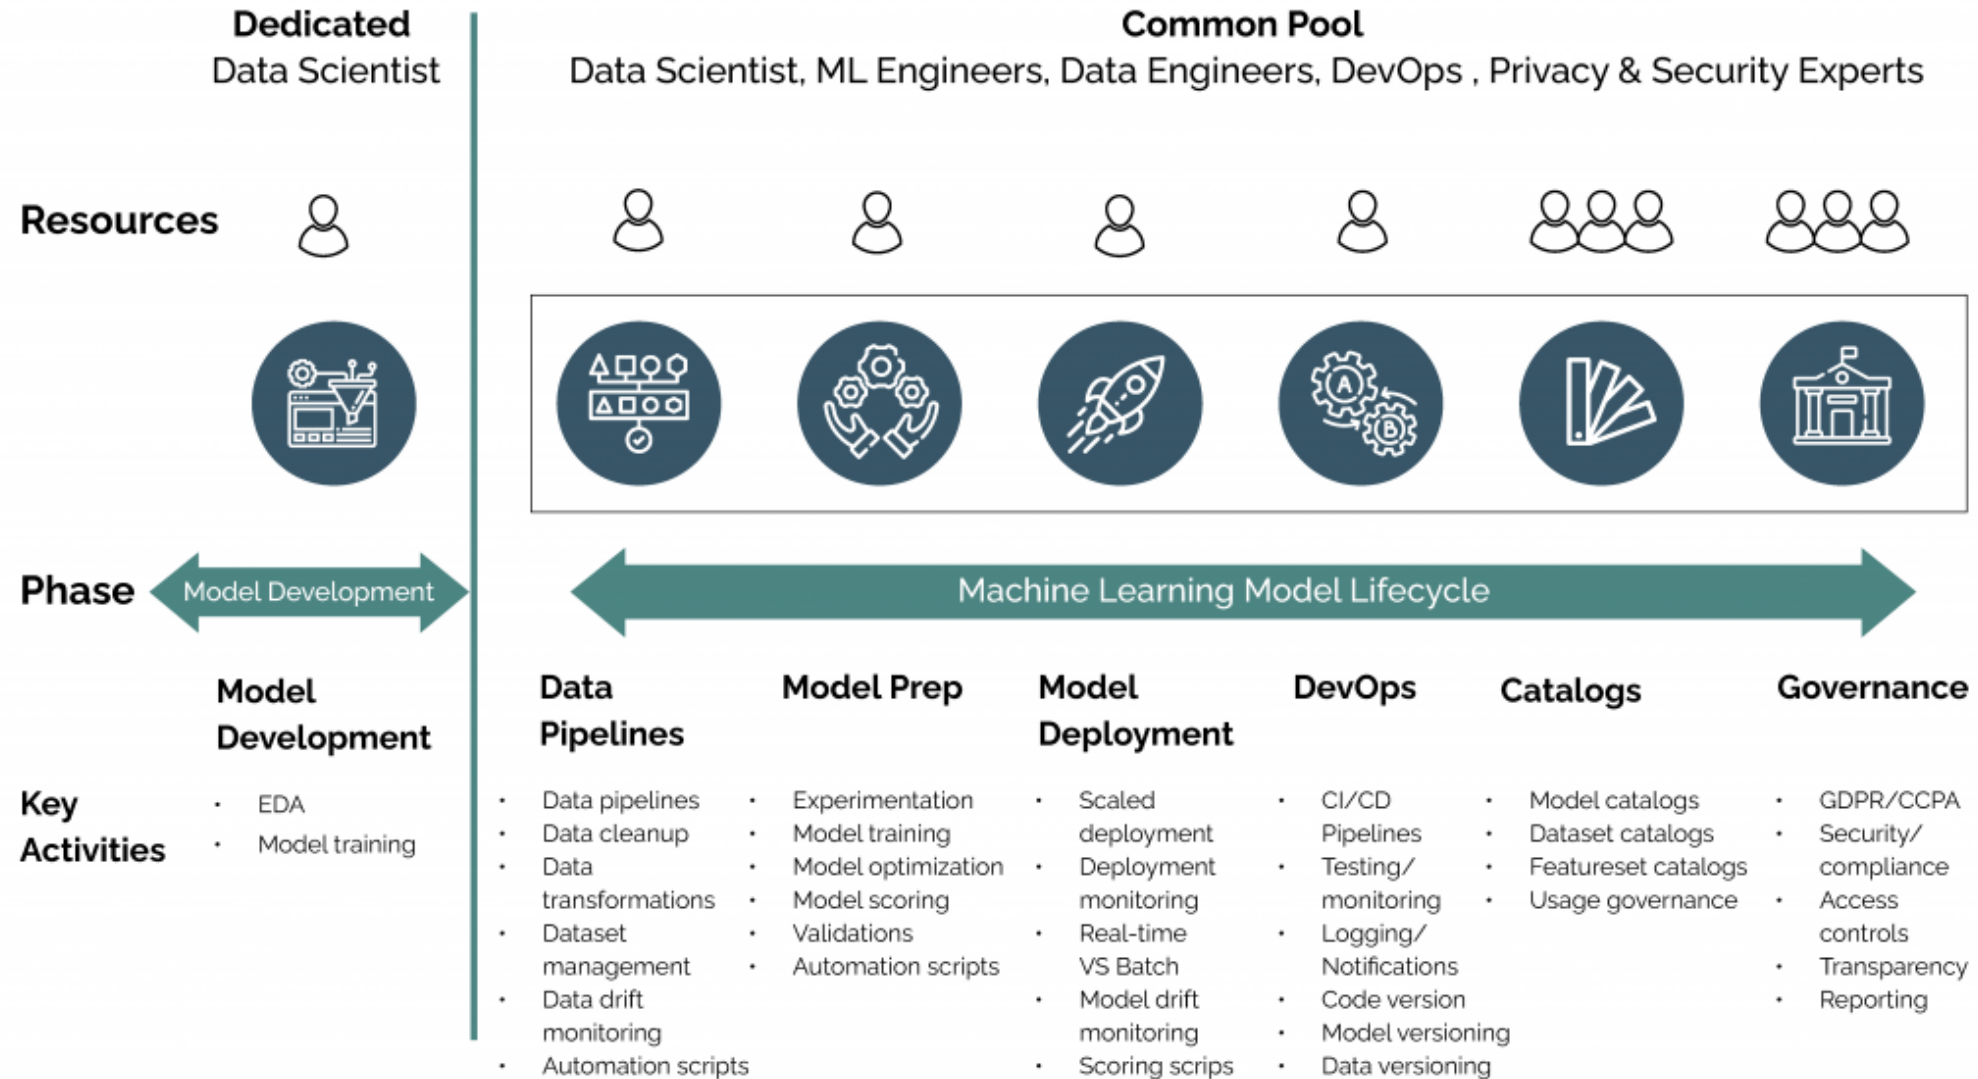 Dedicated
Data Scientist
Common Pool
Data Scientist, ML Engineers, Data Engineers, DevOps , Privacy & Security Experts
Resources
A
B
Phase
Model Development
Machine Learning Model Lifecycle
Key
Activities
Model
Development
• EDA
• Model training
Data
Pipelines
• Data pipelines
• Data cleanup
• Data
transformations
• Dataset
management
• Data drift
monitoring
• Automation scripts
Model Prep
• Experimentation
• Model training
• Model optimization
• Model scoring
• Validations
• Automation scripts
Model
Deployment
• Scaled
deployment
• Deployment
monitoring
• Real-time
VS Batch
• Model drift
monitoring
• Scoring scrips
DevOps
• CI/CD
Pipelines
• Testing/
monitoring
• Logging/
Notifications
• Code version
• Model versioning
• Data versioning
Catalogs
• Model catalogs
• Dataset catalogs
• Featureset catalogs
• Usage governance
Governance
• GDPR/CCPA
• Security/
compliance
• Access
controls
• Transparency
• Reporting